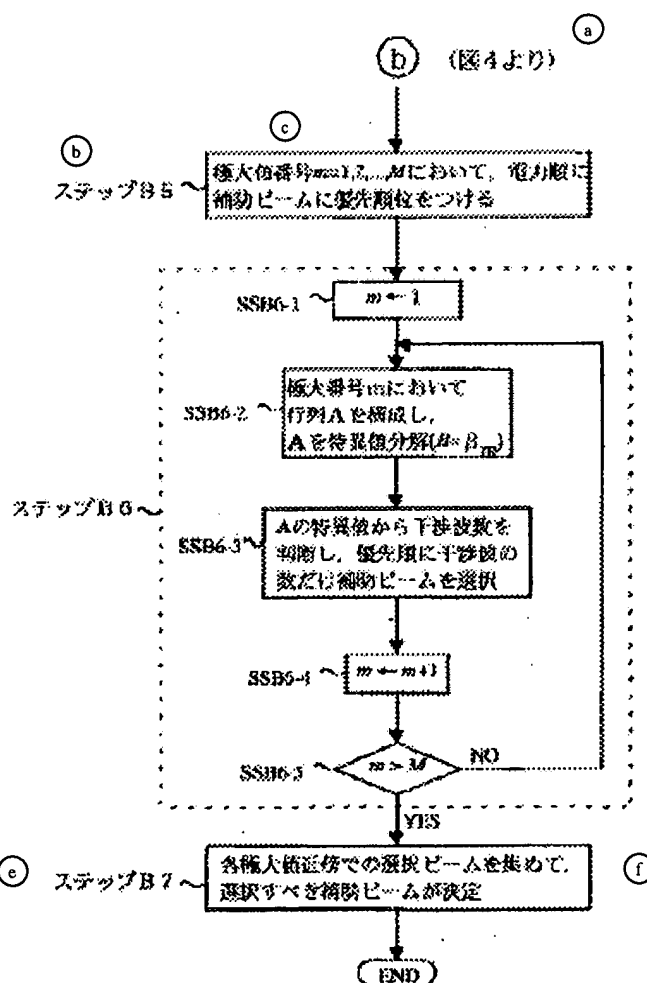 a
b (図4より)
c
b
極大値番号m=1,2,...,Mにおいて、電力順に
補助ビームに優先順位をつける
ステップB5
SSB6-1
m ← 1
SSB6-2
極大番号mにおいて
行列Aを構成し、
Aを特異値分解
ステップB6
SSB6-3
Aの特異値から干渉波数を
判断し、優先順に干渉波の
数だけ補助ビームを選択
SSB6-4
m ← m+1
SSB6-5
m > M
NO
YES
e
ステップB7
各極大値近傍での選択ビームを集めて、
選択すべき補助ビームが決定
f
END